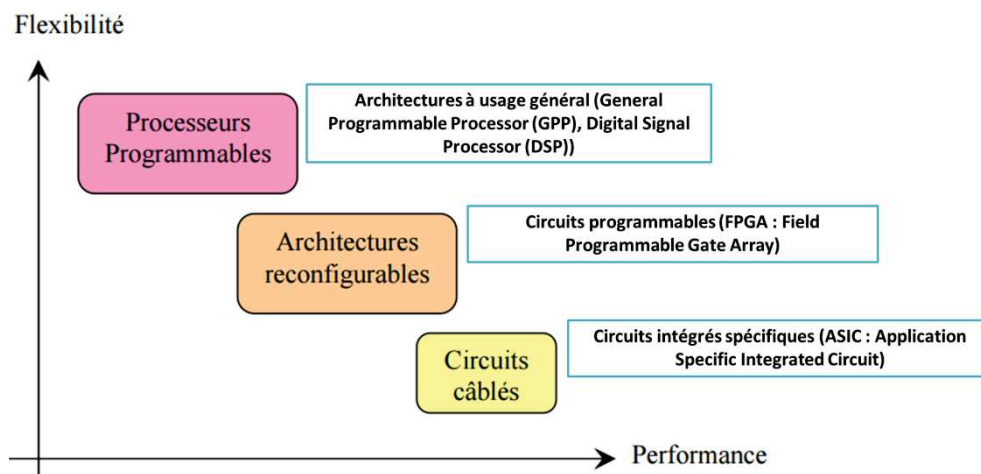 Flexibilité
Processeurs
Programmables
Architectures à usage général (General
Programmable Processor (GPP), Digital Signal
Processor (DSP))
Architectures
reconfigurables
Circuits programmables (FPGA : Field
Programmable Gate Array)
Circuits
câblés
Circuits intégrés spécifiques (ASIC : Application
Specific Integrated Circuit)
Performance